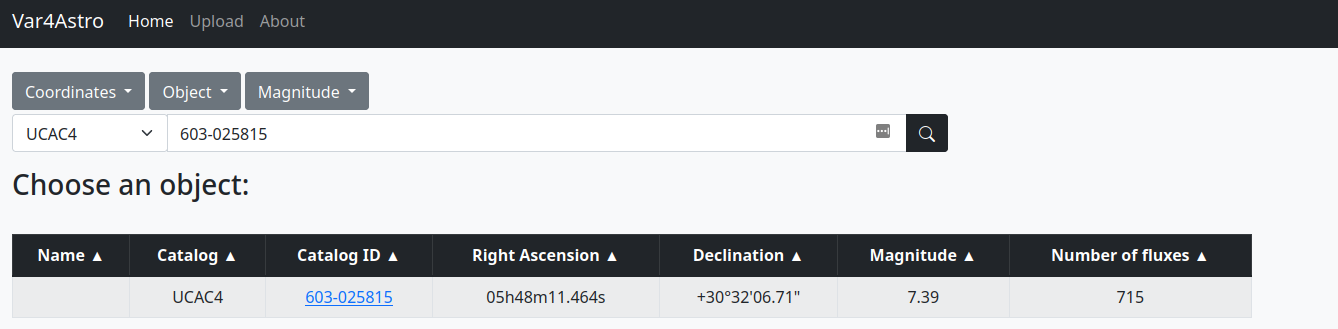 Var4Astro Home Upload About
Coordinates Object Magnitude
UCAC4 603-025815
Choose an object:
Name ▲ Catalog ▲ Catalog ID ▲ Right Ascension ▲ Declination ▲ Magnitude ▲ Number of fluxes ▲
UCAC4 603-025815 05h48m11.464s +30°32'06.71" 7.39 715